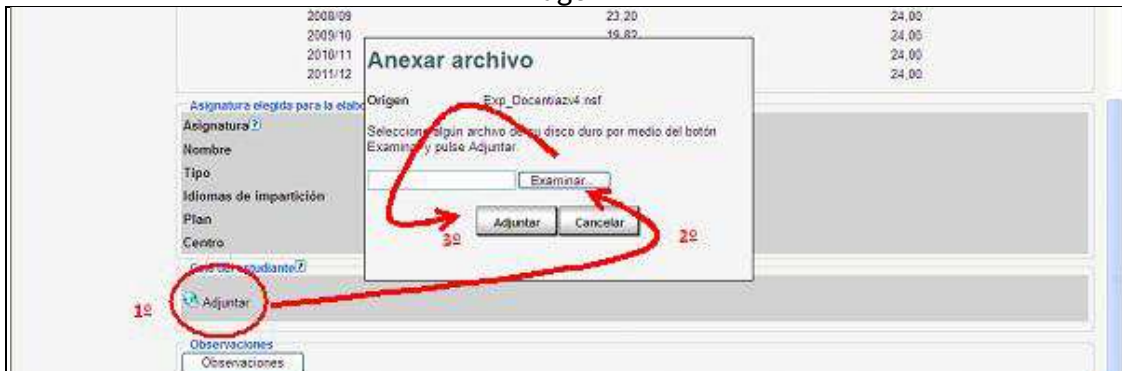 2008/09 23,20 24,00
2009/10 19,82 24,00
2010/11 24,00
2011/12 24,00
Anexar archivo
Origen Exp_Docentiazv4.nsf
Seleccione algún archivo de su disco duro por medio del botón
Examinar y pulse Adjuntar
Examinar...
Adjuntar Cancelar
Asignatura elegida para la
Asignatura ?
Nombre
Tipo
Idiomas de impartición
Plan
Centro
Guía del estudiante ?
1º Adjuntar
2º
3º
Observaciones
Observaciones